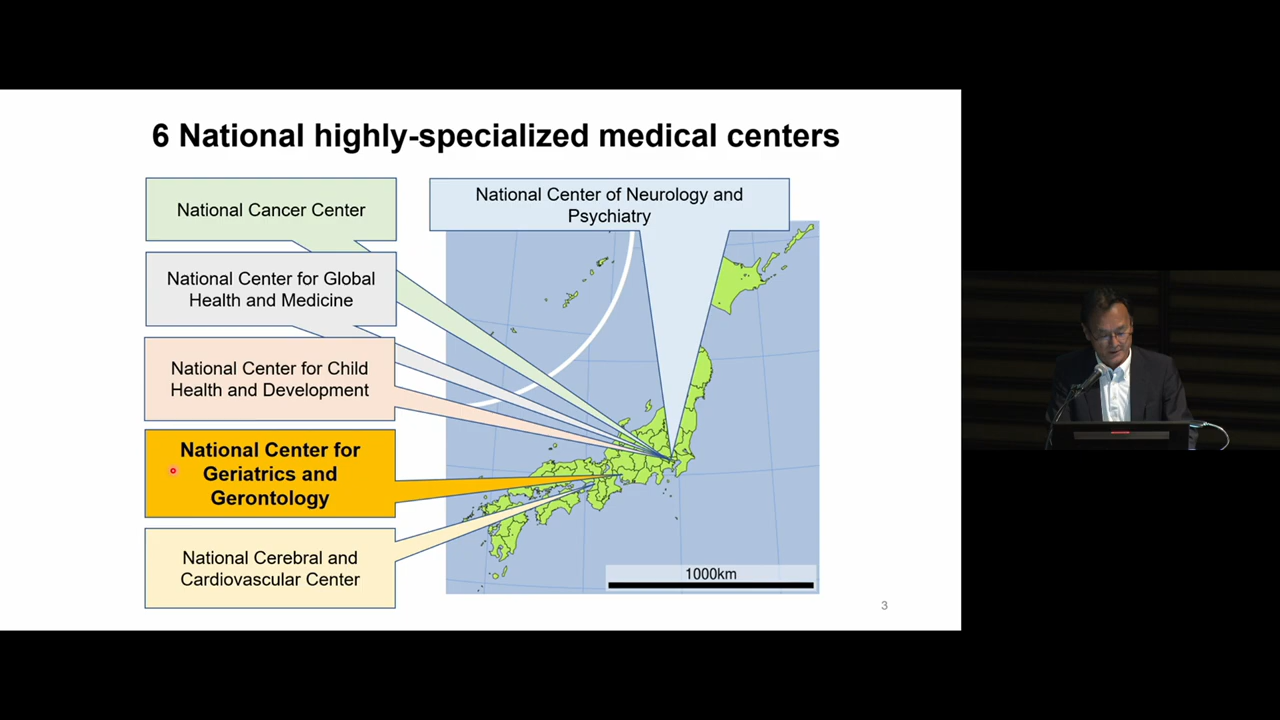 6 National highly-specialized medical centers
National Cancer Center
National Center of Neurology and
Psychiatry
National Center for Global
Health and Medicine
National Center for Child
Health and Development
National Center for
Geriatrics and
Gerontology
National Cerebral and
Cardiovascular Center
1000km
3